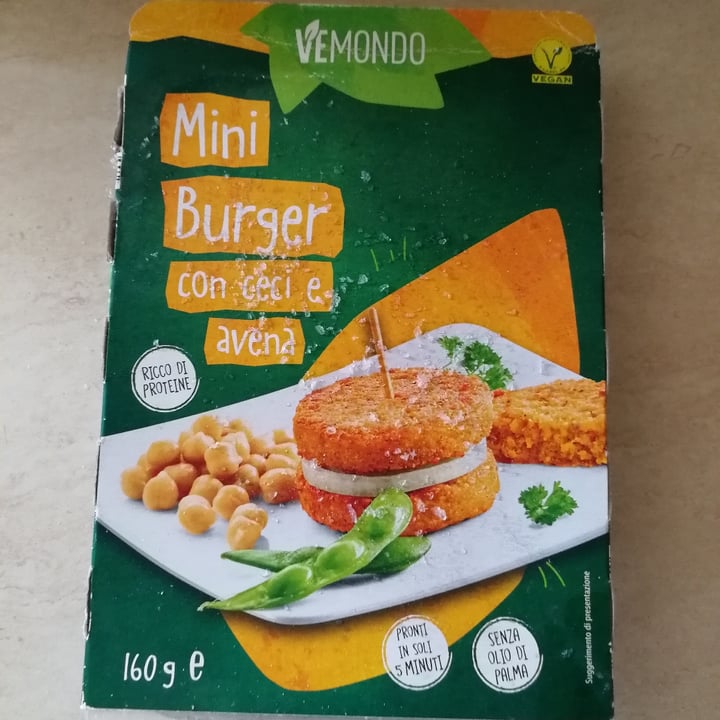 VEMONDO
VEGAN
Mini
Burger
con ceci e
avena
RICCO DI
PROTEINE
PRONTI
IN SOLI
5 MINUTI
SENZA
OLIO DI
PALMA
160 g e
Suggerimento di presentazione